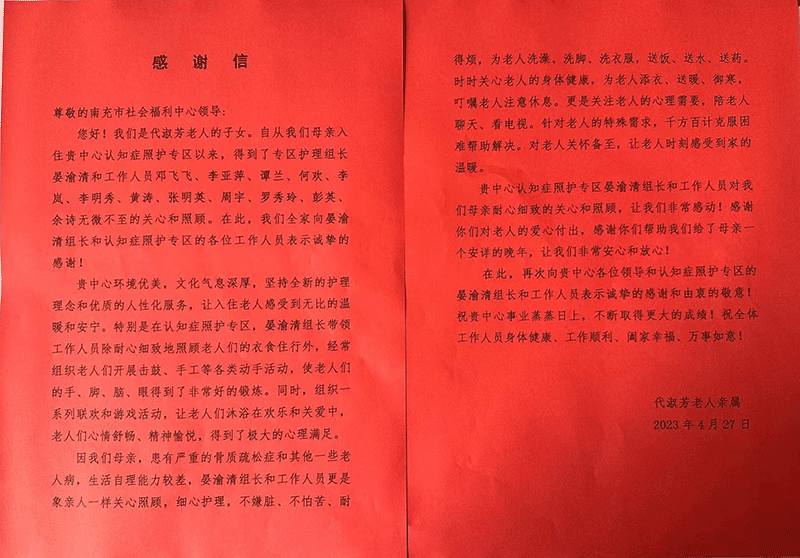 感 谢 信
尊敬的南充市社会福利中心领导：
您好！我们是代淑芳老人的子女。自从我们母亲入
住贵中心认知症照护专区以来，得到了专区护理组长
晏渝清和工作人员邓飞飞、李亚萍、谭兰、何欢、李
岚、李明秀、黄涛、张明英、周宇、罗秀玲、彭英、
余诗无微不至的关心和照顾。在此，我们全家向晏渝
清组长和认知症照护专区的各位工作人员表示诚挚的
感谢！
贵中心环境优美，文化气息深厚，坚持全新的护理
理念和优质的人性化服务，让入住老人感受到无比的温
暖和安宁。特别是在认知症照护专区，晏渝清组长带领
工作人员除耐心细致地照顾老人们的衣食住行外，经常
组织老人们开展击鼓、手工等各类动手活动，使老人们
的手、脚、脑、眼得到了非常好的锻炼。同时，组织一
系列联欢和游戏活动，让老人们沐浴在欢乐和关爱中，
老人们心情舒畅、精神愉悦，得到了极大的心理满足。
因我们母亲，患有严重的骨质疏松症和其他一些老
人病，生活自理能力较差，晏渝清组长和工作人员更是
象亲人一样关心照顾，细心护理，不嫌脏、不怕苦、耐
得烦，为老人洗澡、洗脚、洗衣服，送饭、送水、送药。
时时关心老人的身体健康，为老人添衣、送暖、御寒，
叮嘱老人注意休息。更是关注老人的心理需要，陪老人
聊天、看电视。针对老人的特殊需求，千方百计克服困
难帮助解决。对老人关怀备至，让老人时刻感受到家的
温暖。
贵中心认知症照护专区晏渝清组长和工作人员对我
们母亲耐心细致的关心和照顾，让我们非常感动！感谢
你们对老人的爱心付出，感谢你们帮助我们给了母亲一
个安详的晚年，让我们非常安心和放心！
在此，再次向贵中心各位领导和认知症照护专区的
晏渝清组长和工作人员表示诚挚的感谢和由衷的敬意！
祝贵中心事业蒸蒸日上，不断取得更大的成绩！祝全体
工作人员身体健康、工作顺利、阖家幸福、万事如意！
代淑芳老人亲属
2023 年 4 月 27 日